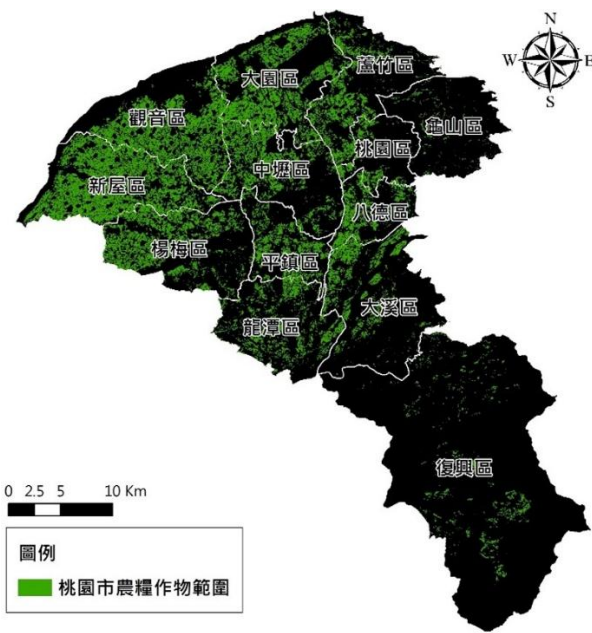 N
W
E
S
蘆竹區
大園區
龜山區
觀音區
桃園區
中壢區
新屋區
八德區
楊梅區
平鎮區
大溪區
龍潭區
復興區
0 2.5 5 10 Km
圖例
桃園市農糧作物範圍